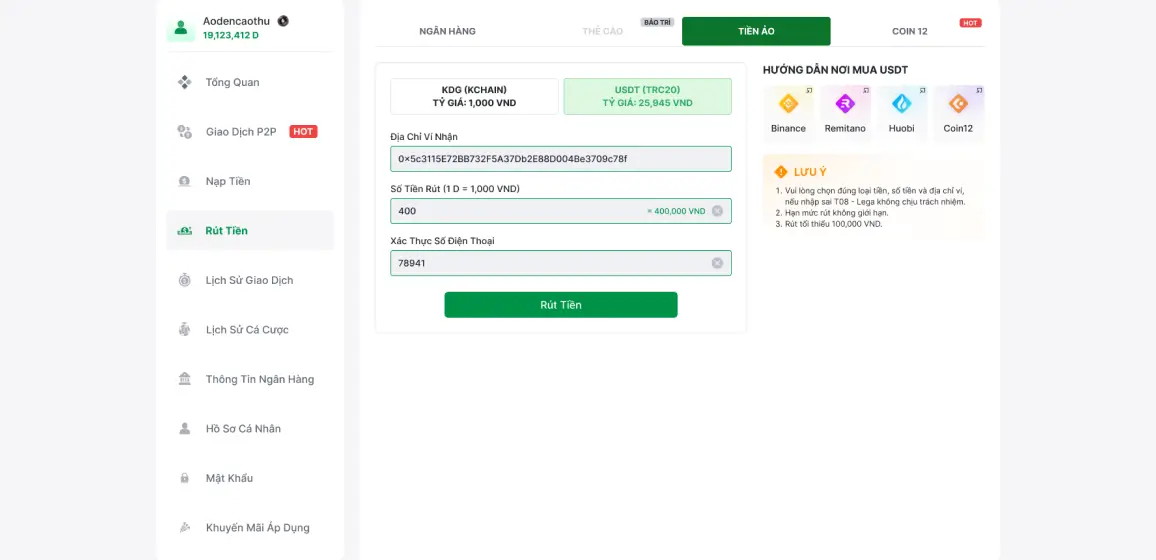 Aodencaothu
19,123,412 D
Tổng Quan
Giao Dịch P2P HOT
Nạp Tiền
Rút Tiền
Lịch Sử Giao Dịch
Lịch Sử Cá Cược
Thông Tin Ngân Hàng
Hồ Sơ Cá Nhân
Mật Khẩu
Khuyến Mãi Áp Dụng
NGÂN HÀNG
THẺ CÀO BẢO TRÌ
TIỀN ẢO
COIN 12 HOT
KDG (KCHAIN)
TỶ GIÁ: 1,000 VND
USDT (TRC20)
TỶ GIÁ: 25,945 VND
Địa Chỉ Ví Nhận
0x5c3115E72BB732F5A37Db2E88D004Be3709c78f
Số Tiền Rút (1 D = 1,000 VND)
400 = 400,000 VND
Xác Thực Số Điện Thoại
78941
Rút Tiền
HƯỚNG DẪN NƠI MUA USDT
Binance Remitano Huobi Coin12
LƯU Ý
1. Vui lòng chọn đúng loại tiền, số tiền và địa chỉ ví,
nếu nhập sai T08 - Lega không chịu trách nhiệm.
2. Hạn mức rút không giới hạn.
3. Rút tối thiểu 100,000 VND.